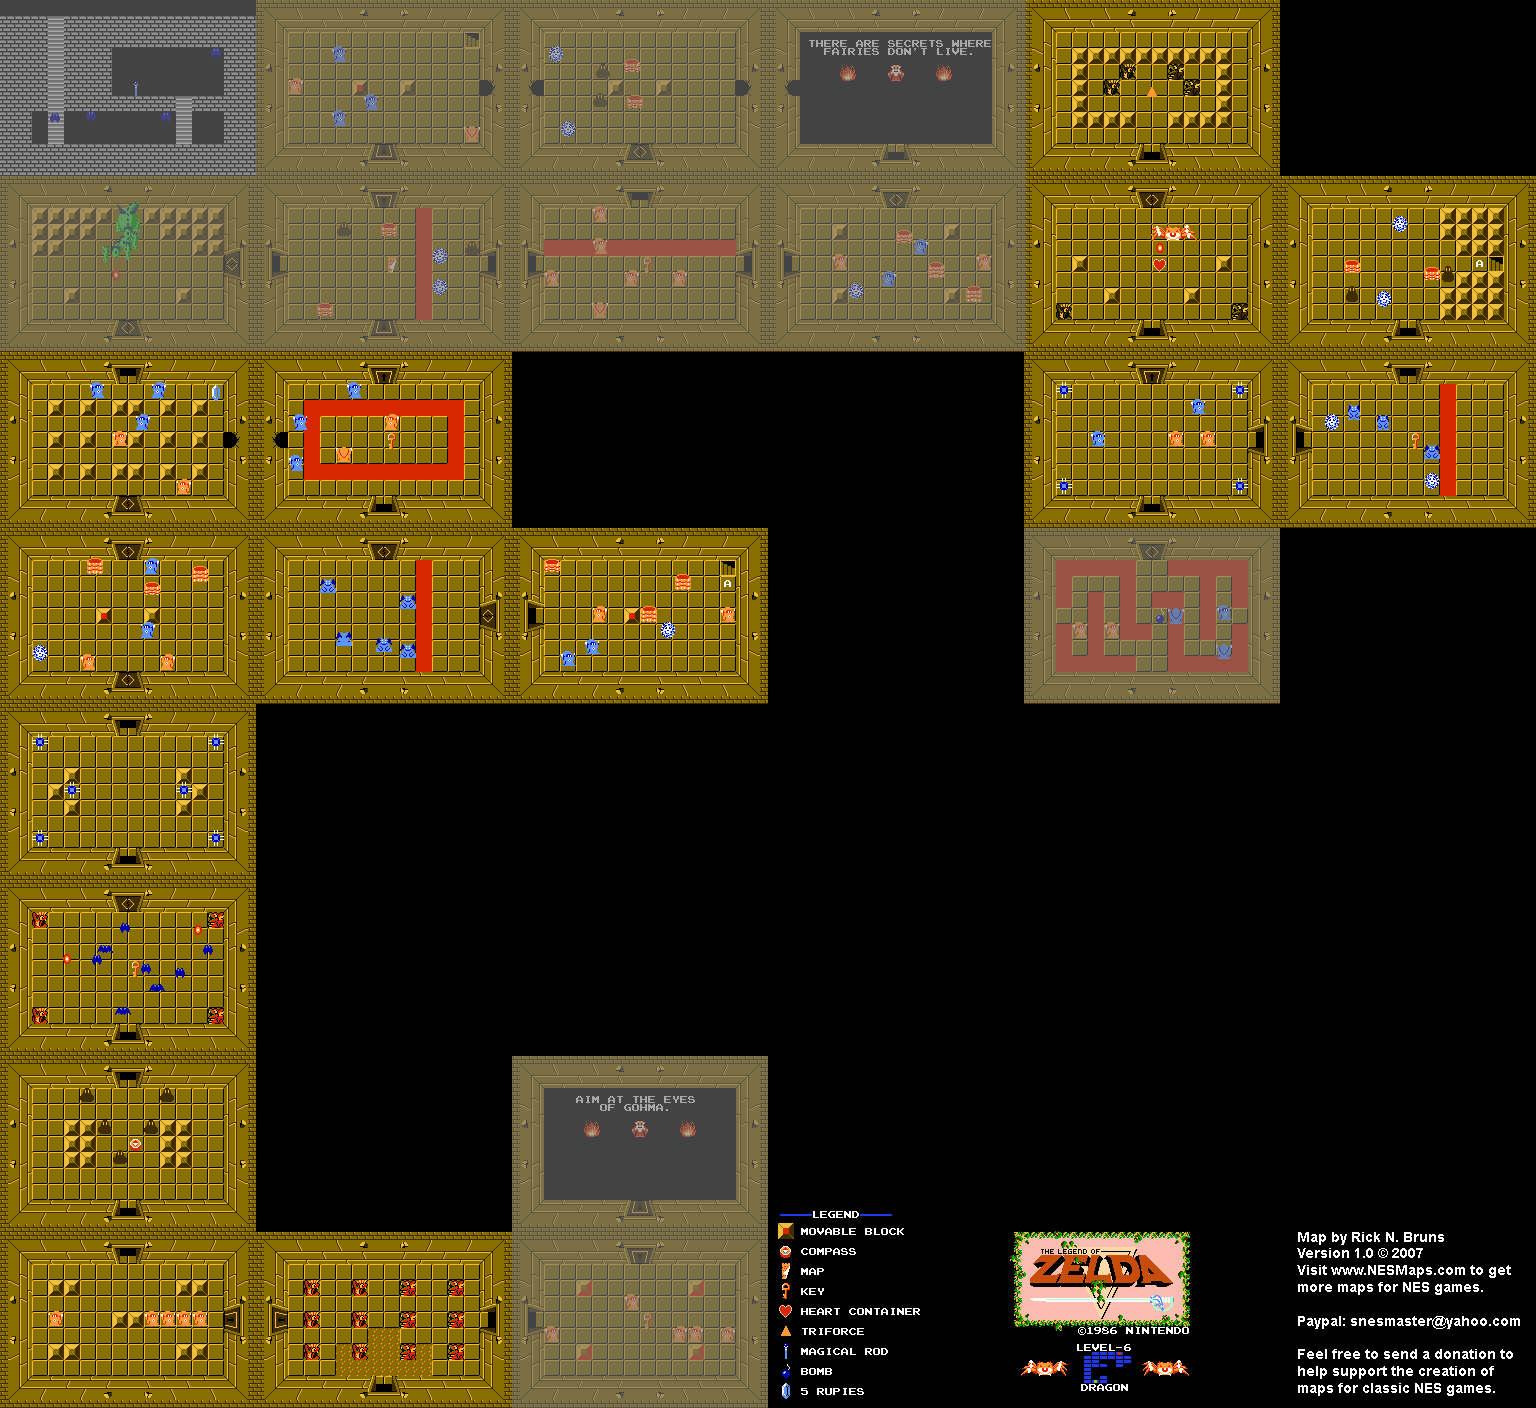 THERE ARE SECRETS WHERE
FAIRIES DON'T LIVE.
A
A
AIM AT THE EYES
OF GOHMA.
LEGEND
MOVABLE BLOCK
COMPASS
MAP
KEY
HEART CONTAINER
TRIFORCE
MAGICAL ROD
BOMB
5 RUPIES
THE LEGEND OF
ZELDA
©1986 NINTENDO
LEVEL-6
DRAGON
Map by Rick N. Bruns
Version 1.0 © 2007
Visit www.NESMaps.com to get
more maps for NES games.
Paypal: snesmaster@yahoo.com
Feel free to send a donation to
help support the creation of
maps for classic NES games.